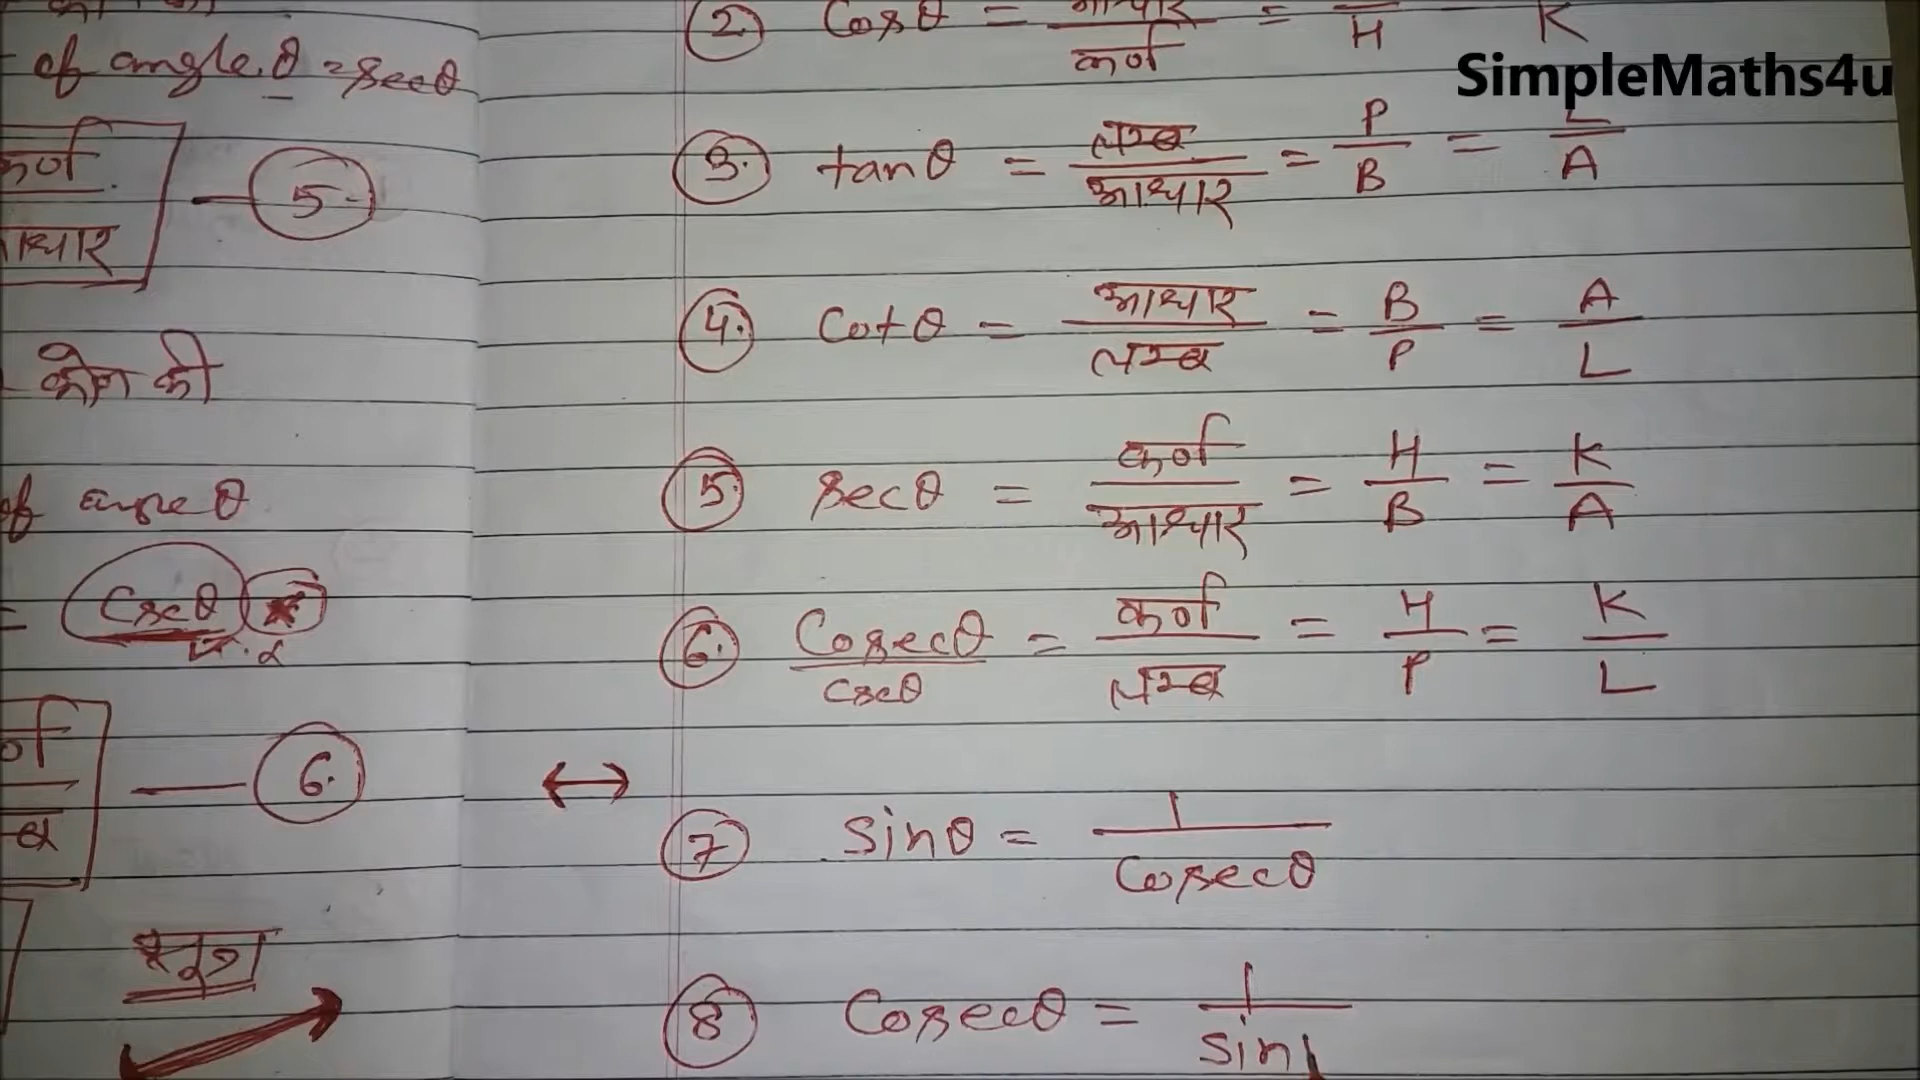 of angle θ = secθ
कर्ण
आधार
5.
कोण की
of angle θ
= cscθ
6.
सूत्र
SimpleMaths4u
2. Cosθ = आधार/कर्ण = /H K
3. tanθ = लम्ब/आधार = P/B = L/A
4. Cotθ = आधार/लम्ब = B/P = A/L
5. secθ = कर्ण/आधार = H/B = K/A
6. Cosecθ = कर्ण/लम्ब = H/P = K/L
cscθ
7 sinθ = 1/Cosecθ
8 Cosecθ = 1/sin